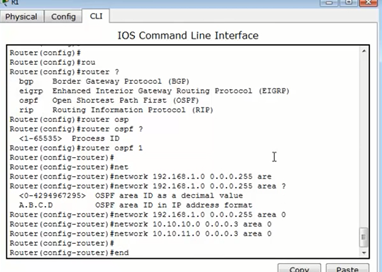 R1
Physical Config CLI
IOS Command Line Interface
Router(config)#
Router(config)#rou
Router(config)#router ?
bgp Border Gateway Protocol (BGP)
eigrp Enhanced Interior Gateway Routing Protocol (EIGRP)
ospf Open Shortest Path First (OSPF)
rip Routing Information Protocol (RIP)
Router(config)#router osp
Router(config)#router ospf ?
<1-65535> Process ID
Router(config)#router ospf 1
Router(config-router)#
Router(config-router)#net
Router(config-router)#network 192.168.1.0 0.0.0.255 are
Router(config-router)#network 192.168.1.0 0.0.0.255 area ?
<0-4294967295> OSPF area ID as a decimal value
A.B.C.D OSPF area ID in IP address format
Router(config-router)#network 192.168.1.0 0.0.0.255 area 0
Router(config-router)#network 10.10.10.0 0.0.0.3 area 0
Router(config-router)#network 10.10.11.0 0.0.0.3 area 0
Router(config-router)#
Router(config-router)#end
Copy Paste